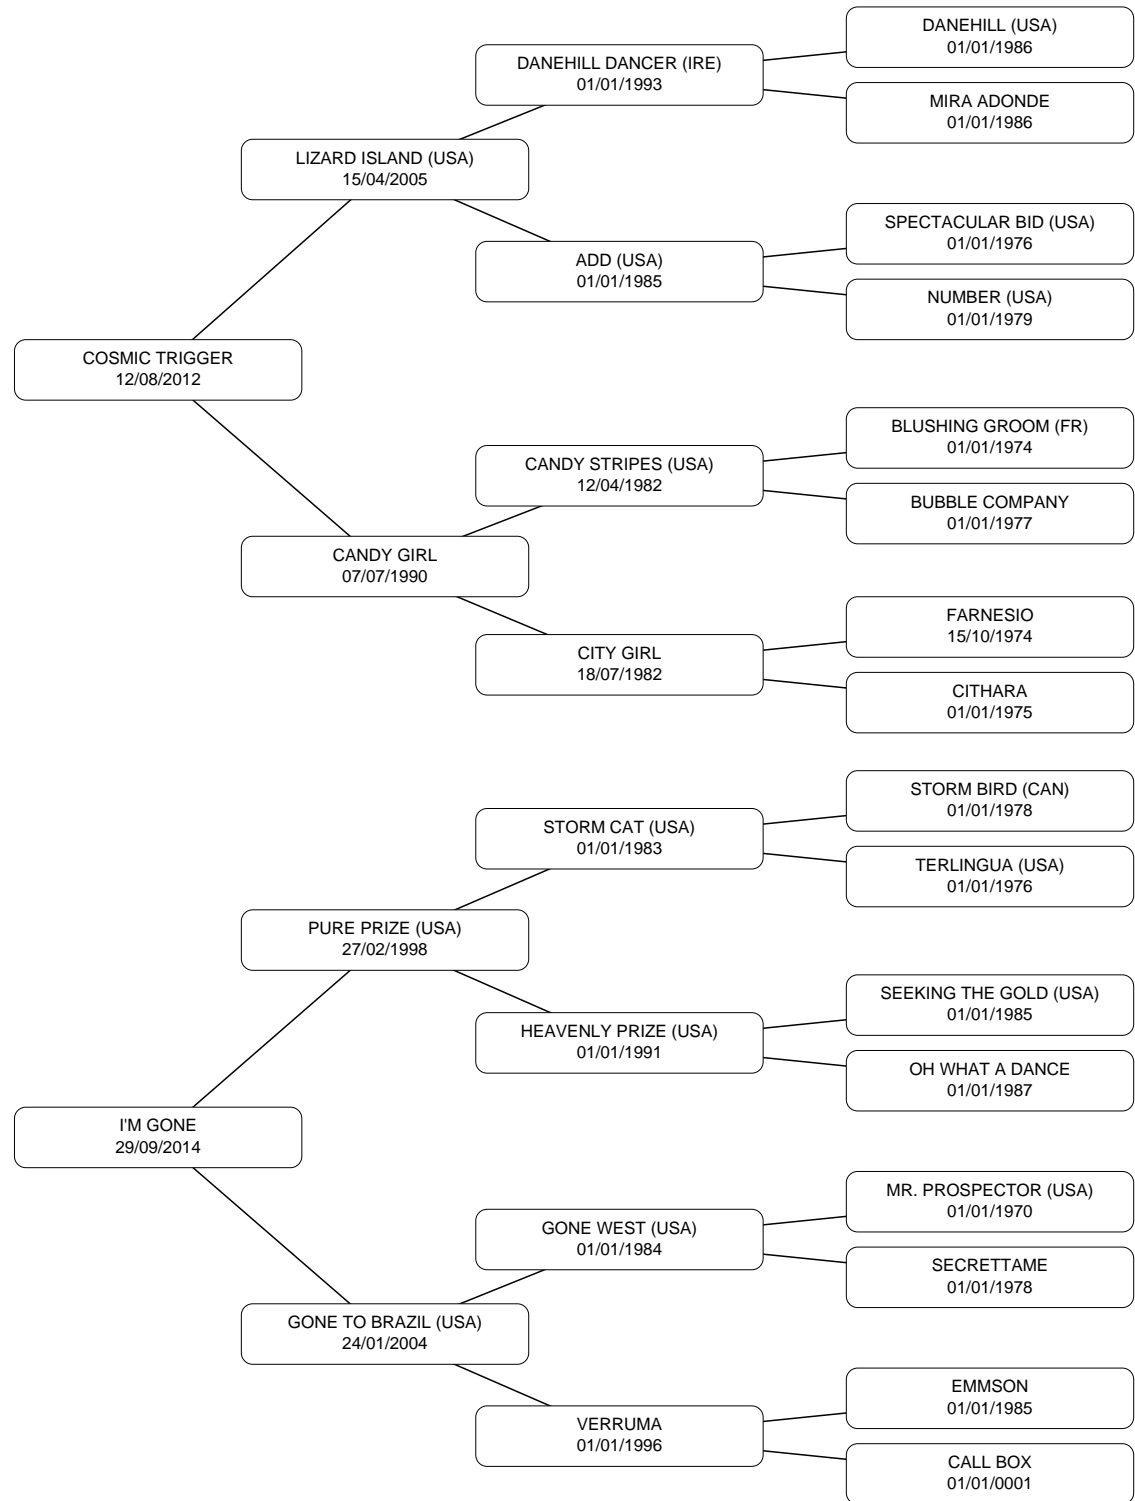 DANEHILL (USA)
01/01/1986
DANEHILL DANCER (IRE)
01/01/1993
MIRA ADONDE
01/01/1986
LIZARD ISLAND (USA)
15/04/2005
SPECTACULAR BID (USA)
01/01/1976
ADD (USA)
01/01/1985
NUMBER (USA)
01/01/1979
COSMIC TRIGGER
12/08/2012
BLUSHING GROOM (FR)
01/01/1974
CANDY STRIPES (USA)
12/04/1982
BUBBLE COMPANY
01/01/1977
CANDY GIRL
07/07/1990
FARNESIO
15/10/1974
CITY GIRL
18/07/1982
CITHARA
01/01/1975
STORM BIRD (CAN)
01/01/1978
STORM CAT (USA)
01/01/1983
TERLINGUA (USA)
01/01/1976
PURE PRIZE (USA)
27/02/1998
SEEKING THE GOLD (USA)
01/01/1985
HEAVENLY PRIZE (USA)
01/01/1991
OH WHAT A DANCE
01/01/1987
I'M GONE
29/09/2014
MR. PROSPECTOR (USA)
01/01/1970
GONE WEST (USA)
01/01/1984
SECRETTAME
01/01/1978
GONE TO BRAZIL (USA)
24/01/2004
EMMSON
01/01/1985
VERRUMA
01/01/1996
CALL BOX
01/01/0001